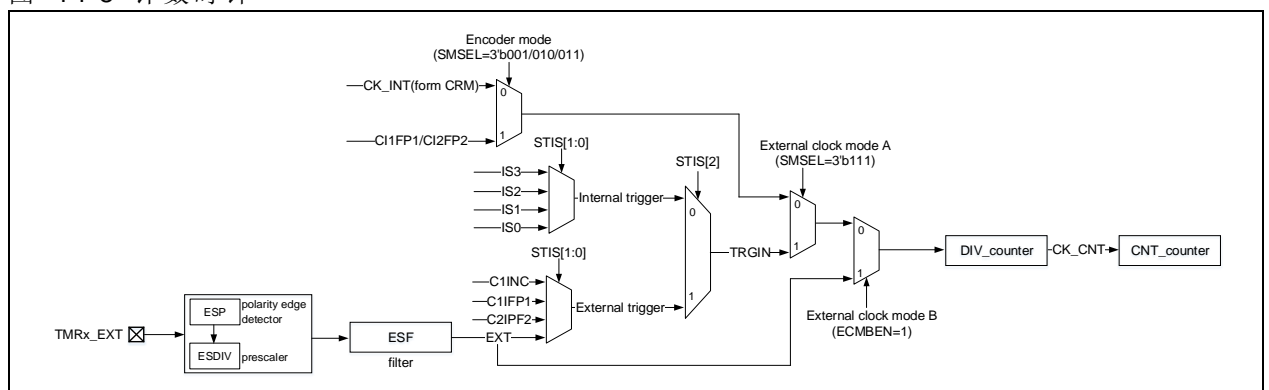 Encoder mode
(SMSEL=3'b001/010/011)
CK_INT(form CRM)
0
1
CI1FP1/CI2FP2
STIS[1:0]
IS3
IS2
IS1
IS0
Internal trigger
STIS[2]
0
1
External clock mode A
(SMSEL=3'b111)
0
1
TRGIN
0
1
DIV_counter
CK_CNT
CNT_counter
External clock mode B
(ECMBEN=1)
STIS[1:0]
C1INC
C1IFP1
C2IPF2
EXT
External trigger
TMRx_EXT
ESP
polarity edge
detector
ESDIV
prescaler
ESF
filter